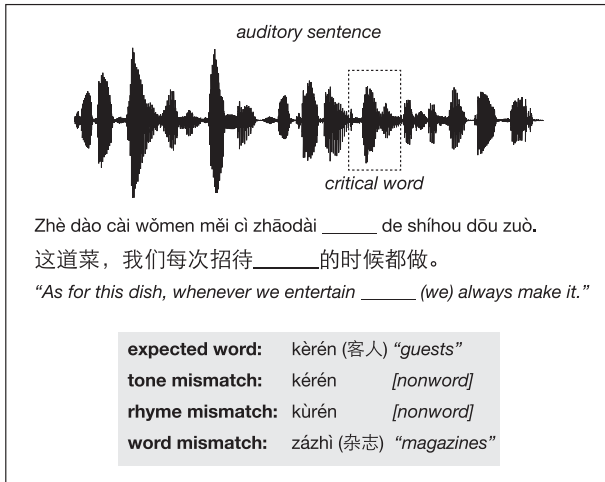 auditory sentence
critical word
Zhè dào cài wǒmen měi cì zhāodài ______ de shíhou dōu zuò.
这道菜，我们每次招待______的时候都做。
“As for this dish, whenever we entertain ______ (we) always make it.”
expected word: kèrén (客人) “guests”
tone mismatch: kérén [nonword]
rhyme mismatch: kùrén [nonword]
word mismatch: zázhì (杂志) “magazines”